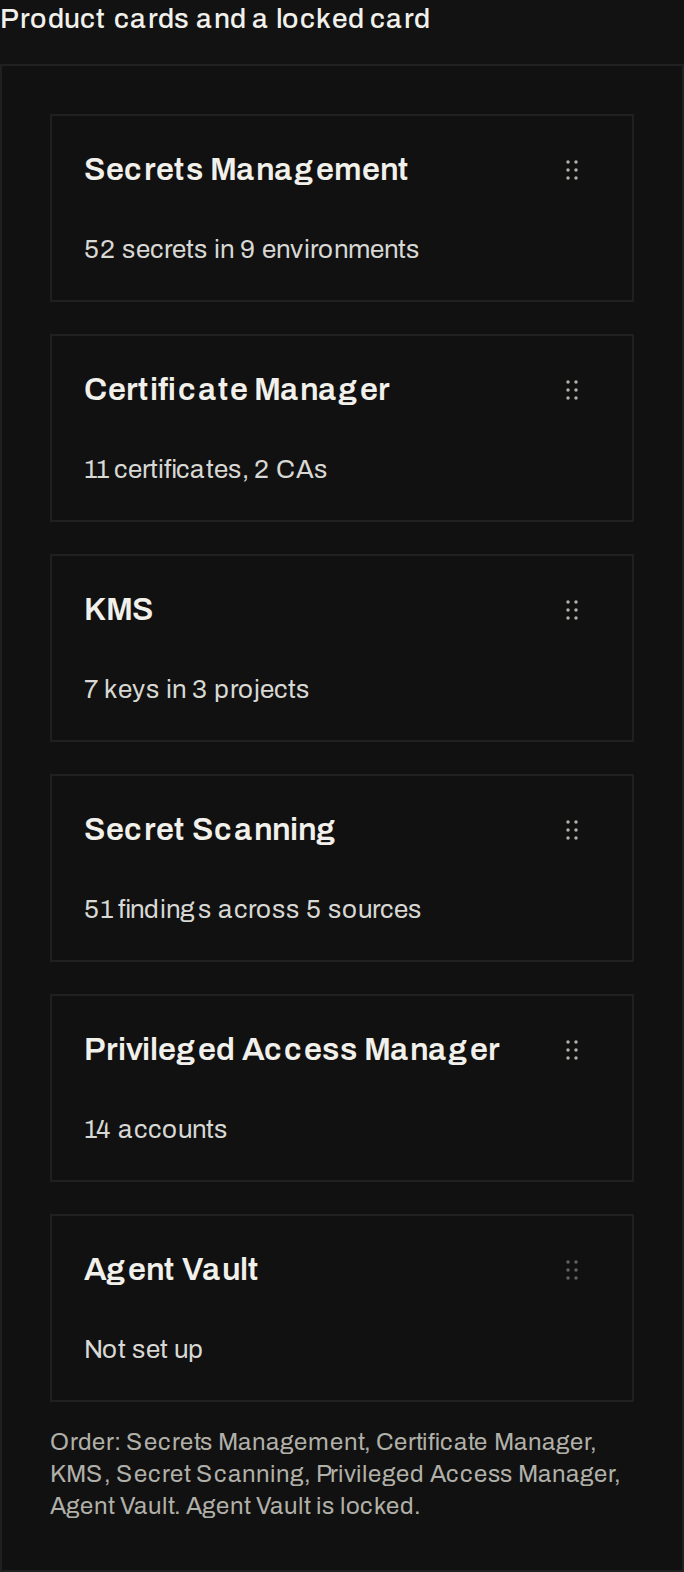 Product cards and a locked card
Secrets Management
52 secrets in 9 environments
Certificate Manager
11 certificates, 2 CAs
KMS
7 keys in 3 projects
Secret Scanning
51 findings across 5 sources
Privileged Access Manager
14 accounts
Agent Vault
Not set up
Order: Secrets Management, Certificate Manager,
KMS, Secret Scanning, Privileged Access Manager,
Agent Vault. Agent Vault is locked.